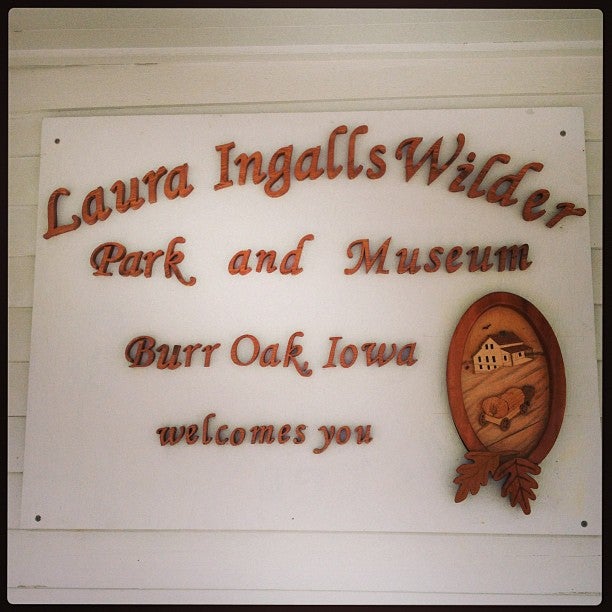 Laura Ingalls Wilder
Park and Museum
Burr Oak, Iowa
welcomes you